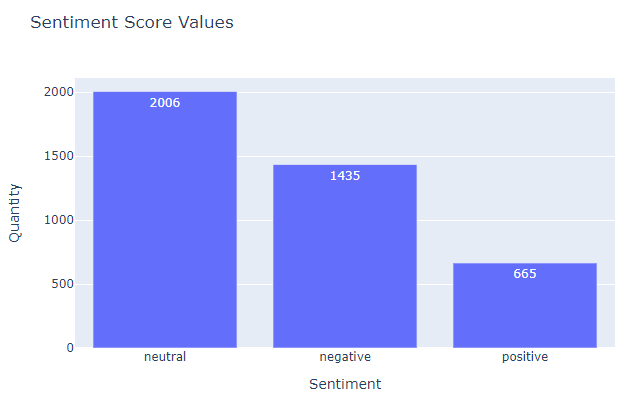 Sentiment Score Values
Quantity
2000
1500
1000
500
0
2006
1435
665
neutral negative positive
Sentiment